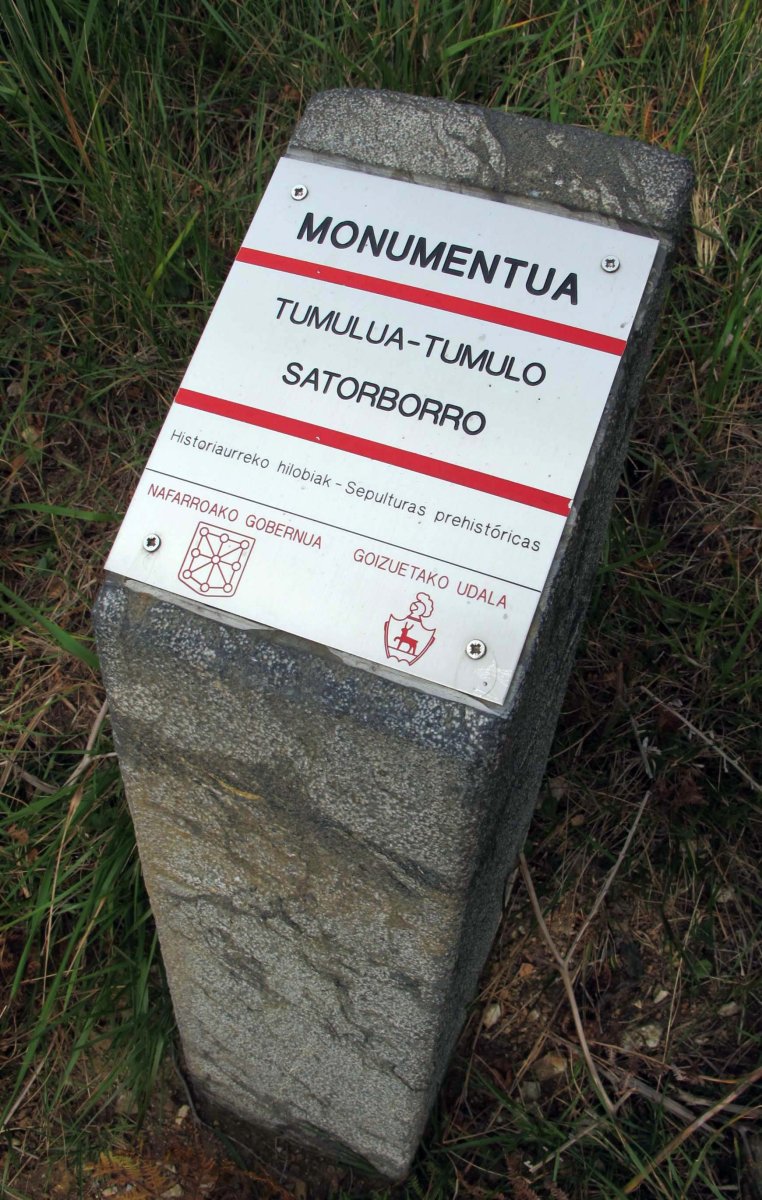 MONUMENTUA
TUMULUA-TUMULO
SATORBORRO
Historiaurreko hilobiak - Sepulturas prehistóricas
NAFARROAKO GOBERNUA
GOIZUETAKO UDALA